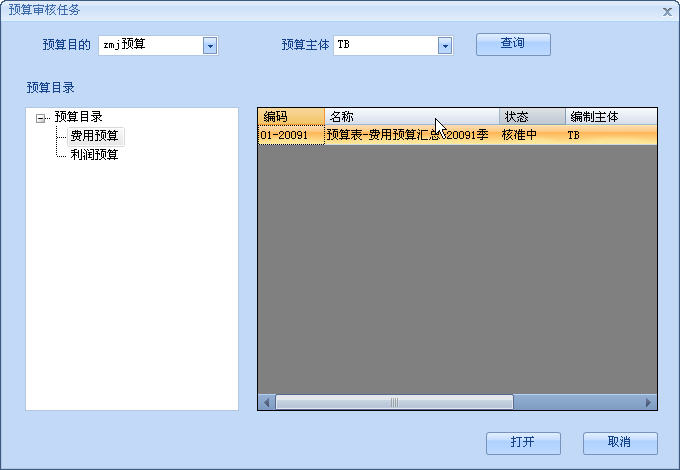 预算审核任务
预算目的 zmj预算 预算主体 TB 查询
预算目录
预算目录
费用预算
利润预算
编码 名称 状态 编制主体
01-20091 预算表-费用预算汇总 20091季 核准中 TB
打开 取消